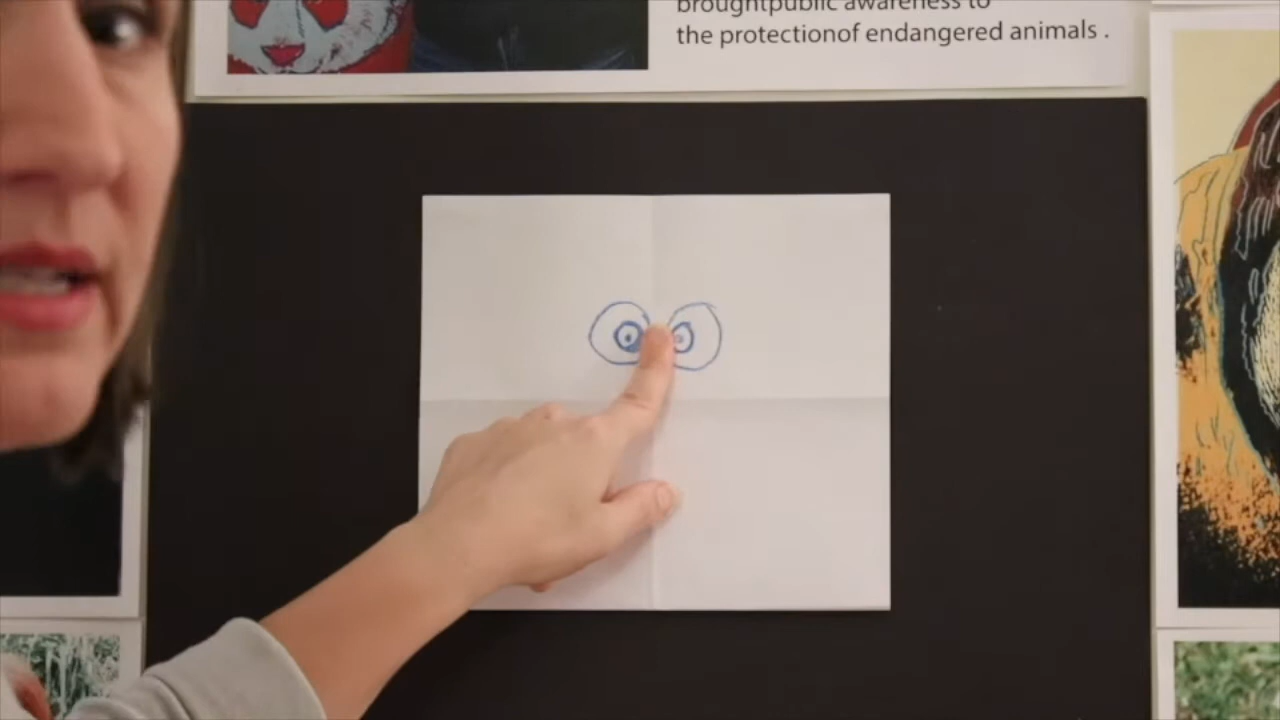 broughtpublic awareness to
the protectionof endangered animals .